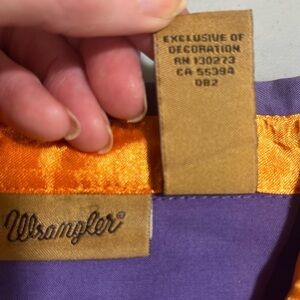 EXCLUSIVE OF
DECORATION
RN 130273
CA 55394
DB2
Wrangler®